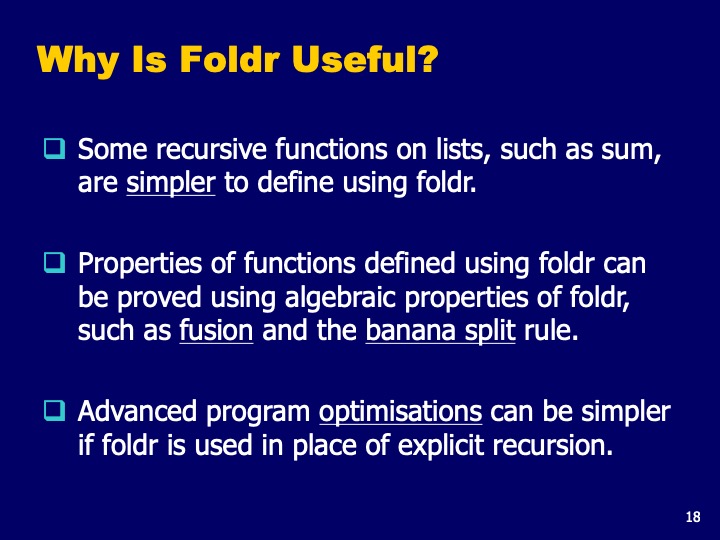 Why Is Foldr Useful?
Some recursive functions on lists, such as sum,
are simpler to define using foldr.
Properties of functions defined using foldr can
be proved using algebraic properties of foldr,
such as fusion and the banana split rule.
Advanced program optimisations can be simpler
if foldr is used in place of explicit recursion.
18